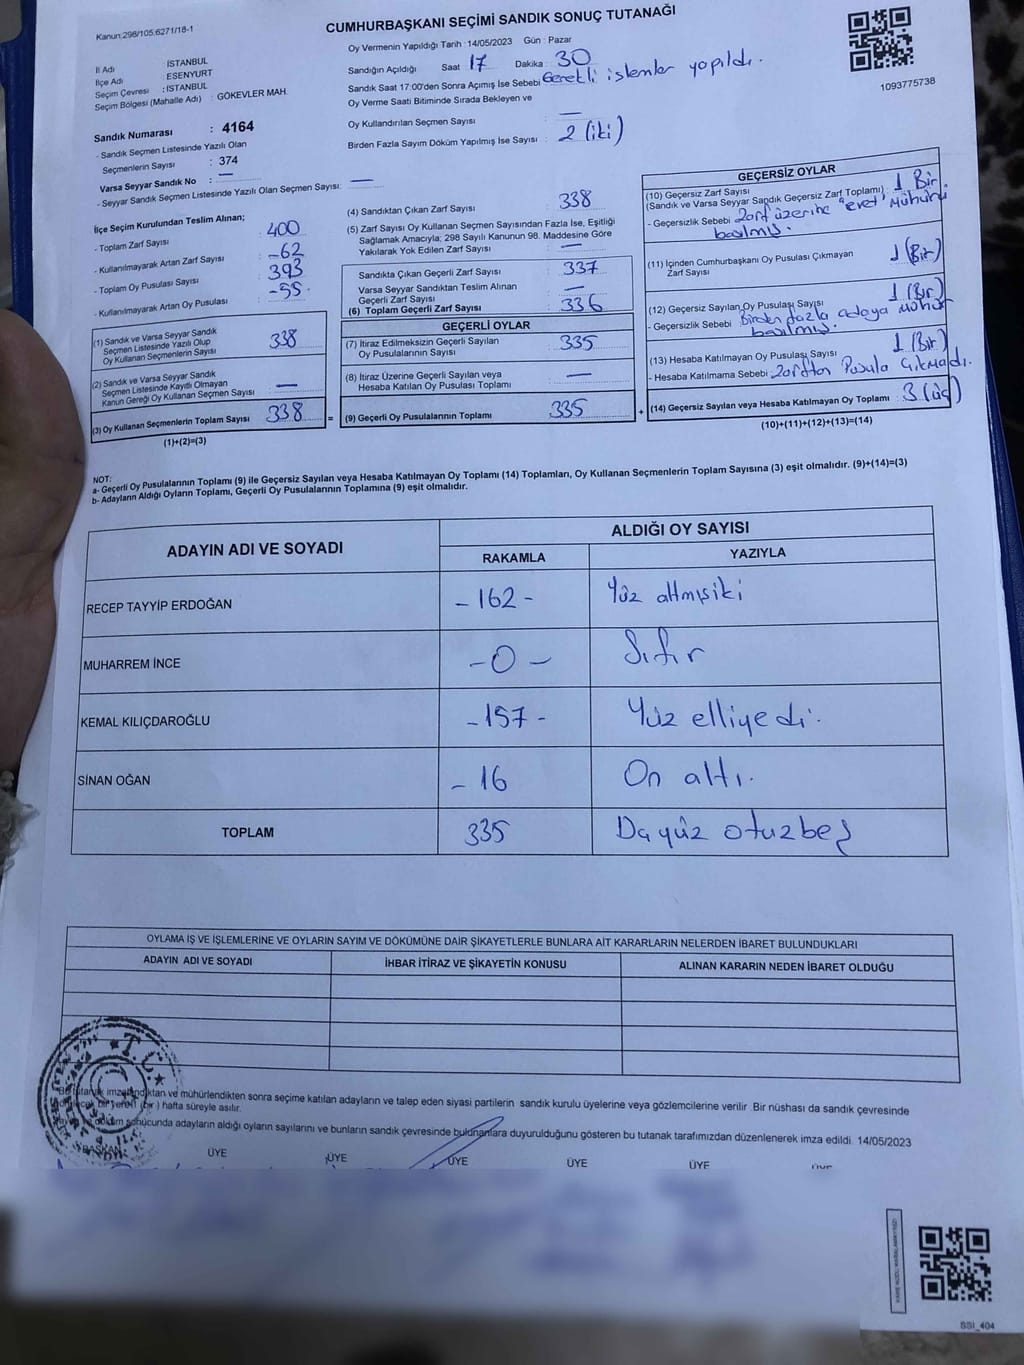 Kanun:298/105.6271/18-1
CUMHURBAŞKANI SEÇİMİ SANDIK SONUÇ TUTANAĞI
İl Adı : İSTANBUL
İlçe Adı : ESENYURT
Seçim Çevresi : İSTANBUL
Seçim Bölgesi (Mahalle Adı) : GÖKEVLER MAH.
Sandık Numarası : 4164
- Sandık Seçmen Listesinde Yazılı Olan
Seçmenlerin Sayısı : 374
Varsa Seyyar Sandık No : —
- Seyyar Sandık Seçmen Listesinde Yazılı Olan Seçmen Sayısı: —
Oy Vermenin Yapıldığı Tarih : 14/05/2023 Gün : Pazar
Sandığın Açıldığı Saat 17 Dakika : 30
Sandık Saat 17:00'den Sonra Açımış İse Sebebi Gerekli işlemler yapıldı.
Oy Verme Saati Bitiminde Sırada Bekleyen ve
Oy Kullandırılan Seçmen Sayısı : —
Birden Fazla Sayım Döküm Yapılmış İse Sayısı : 2 (iki)
1093775738
İlçe Seçim Kurulundan Teslim Alınan;
- Toplam Zarf Sayısı : 400
- Kullanılmayarak Artan Zarf Sayısı : -62
- Toplam Oy Pusulası Sayısı : 393
- Kullanılmayarak Artan Oy Pusulası : -55
(1) Sandık ve Varsa Seyyar Sandık
Seçmen Listesinde Yazılı Olup
Oy Kullanan Seçmenlerin Sayısı 338
(2) Sandık ve Varsa Seyyar Sandık
Seçmen Listesinde Kayıtlı Olmayan
Kanun Gereği Oy Kullanan Seçmen Sayısı : —
(3) Oy Kullanan Seçmenlerin Toplam Sayısı : 338 =
(1)+(2)=(3)
(4) Sandıktan Çıkan Zarf Sayısı : 338
(5) Zarf Sayısı Oy Kullanan Seçmen Sayısından Fazla İse, Eşitliği
Sağlamak Amacıyla; 298 Sayılı Kanunun 98. Maddesine Göre
Yakılarak Yok Edilen Zarf Sayısı : —
Sandıkta Çıkan Geçerli Zarf Sayısı : 337
Varsa Seyyar Sandıktan Teslim Alınan
Geçerli Zarf Sayısı : —
(6) Toplam Geçerli Zarf Sayısı : 336
GEÇERLİ OYLAR
(7) İtiraz Edilmeksizin Geçerli Sayılan
Oy Pusulalarının Sayısı : 335
(8) İtiraz Üzerine Geçerli Sayılan veya
Hesaba Katılan Oy Pusulası Toplamı : —
(9) Geçerli Oy Pusulalarının Toplamı : 335 +
GEÇERSİZ OYLAR
(10) Geçersiz Zarf Sayısı
(Sandık ve Varsa Seyyar Sandık Geçersiz Zarf Toplamı) : 1 Bir
- Geçersizlik Sebebi Zarf üzerine "evet" Mühürü
basılmış.
(11) İçinden Cumhurbaşkanı Oy Pusulası Çıkmayan
Zarf Sayısı : 1 (Bir)
(12) Geçersiz Sayılan Oy Pusulası Sayısı : 1 (Bir)
- Geçersizlik Sebebi Birden fazla adaya Mühür
basılmış.
(13) Hesaba Katılmayan Oy Pusulası Sayısı : 1 (Bir)
- Hesaba Katılmama Sebebi : Zarftan Pusula Çıkmadı.
(14) Geçersiz Sayılan veya Hesaba Katılmayan Oy Toplamı : 3 (üç)
(10)+(11)+(12)+(13)=(14)
NOT:
a- Geçerli Oy Pusulalarının Toplamı (9) ile Geçersiz Sayılan veya Hesaba Katılmayan Oy Toplamı (14) Toplamları, Oy Kullanan Seçmenlerin Toplam Sayısına (3) eşit olmalıdır. (9)+(14)=(3)
b- Adayların Aldığı Oyların Toplamı, Geçerli Oy Pusulalarının Toplamına (9) eşit olmalıdır.
ADAYIN ADI VE SOYADI ALDIĞI OY SAYISI
RAKAMLA YAZIYLA
RECEP TAYYİP ERDOĞAN - 162 - Yüz altmışiki
MUHARREM İNCE - 0 - Sıfır
KEMAL KILIÇDAROĞLU - 157 - Yüz elliyedi.
SİNAN OĞAN - 16 On altı.
TOPLAM 335 Üçyüz otuzbeş
OYLAMA İŞ VE İŞLEMLERİNE VE OYLARIN SAYIM VE DÖKÜMÜNE DAİR ŞİKAYETLERLE BUNLARA AİT KARARLARIN NELERDEN İBARET BULUNDUKLARI
ADAYIN ADI VE SOYADI İHBAR İTİRAZ VE ŞİKAYETİN KONUSU ALINAN KARARIN NEDEN İBARET OLDUĞU
T.C.
Bu tutanak imzalandıktan ve mühürlendikten sonra seçime katılan adayların ve talep eden siyasi partilerin sandık kurulu üyelerine veya gözlemcilerine verilir. Bir nüshası da sandık çevresinde
bir yere (bir) hafta süreyle asılır.
Sayım ve döküm sonucunda adayların aldığı oyların sayılarını ve bunların sandık çevresinde bulunanlara duyurulduğunu gösteren bu tutanak tarafımızdan düzenlenerek imza edildi. 14/05/2023
BAŞKAN ÜYE ÜYE ÜYE ÜYE ÜYE ÜYE
SSI_404